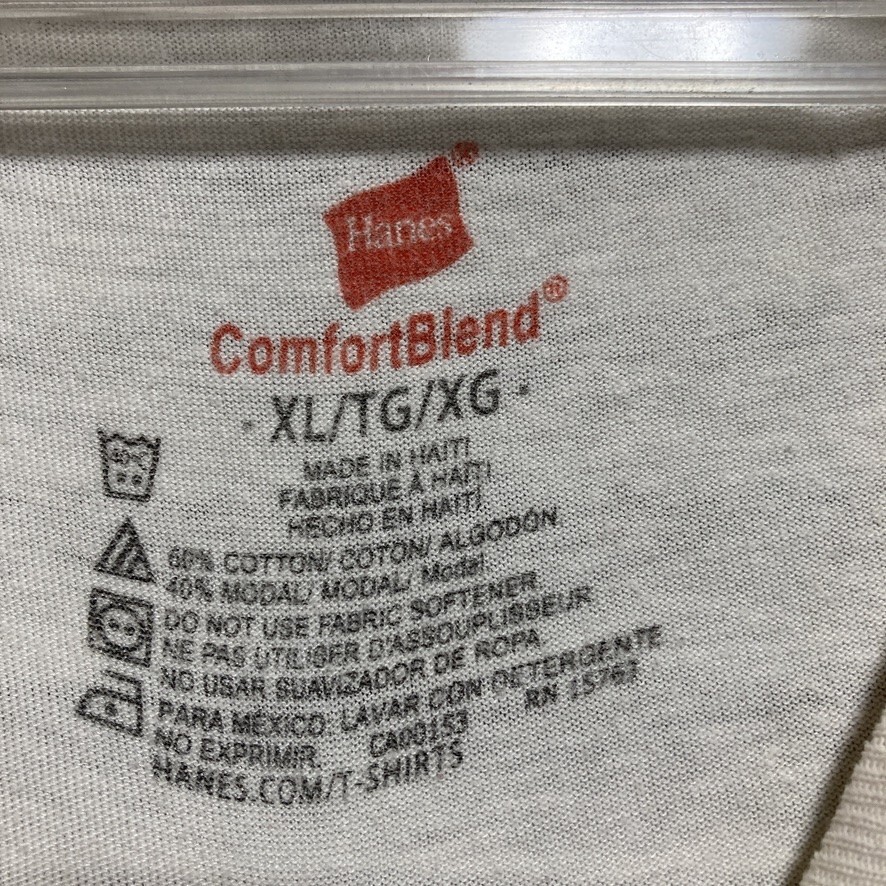 Hanes®
ComfortBlend®
· XL/TG/XG ·
MADE IN HAITI
FABRIQUÉ À HAITI
HECHO EN HAITI
60% COTTON/ COTON/ ALGODÓN
40% MODAL/ MODAL/ Modal
DO NOT USE FABRIC SOFTENER
NE PAS UTILISER D'ASSOUPLISSEUR
NO USAR SUAVIZADOR DE ROPA
PARA MÉXICO: LAVAR CON DETERGENTE
NO EXPRIMIR. CA00153 RN 15763
HANES.COM/T-SHIRTS